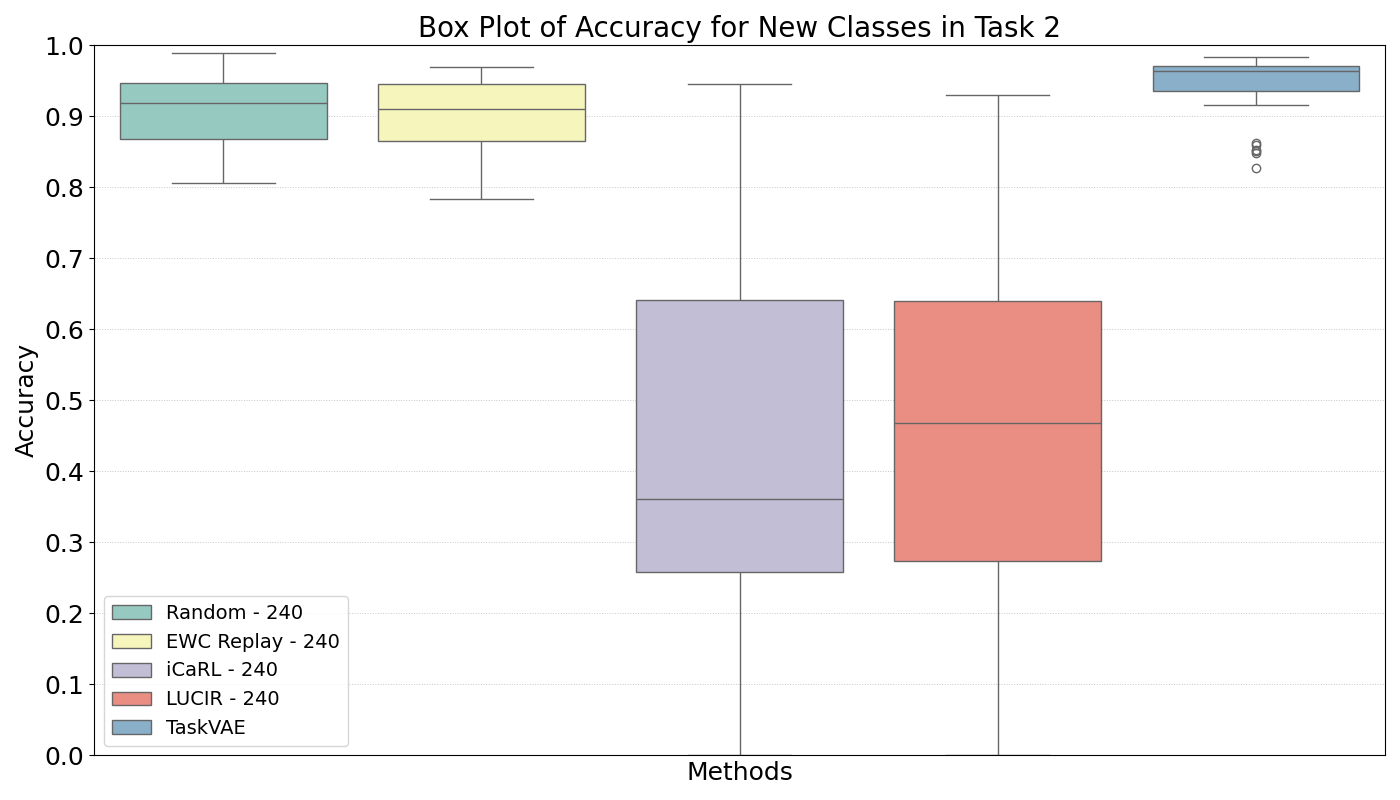 Box Plot of Accuracy for New Classes in Task 2
1.0
0.9
0.8
0.7
0.6
0.5
0.4
0.3
0.2
0.1
0.0
Accuracy
Random - 240
EWC Replay - 240
iCaRL - 240
LUCIR - 240
TaskVAE
Methods